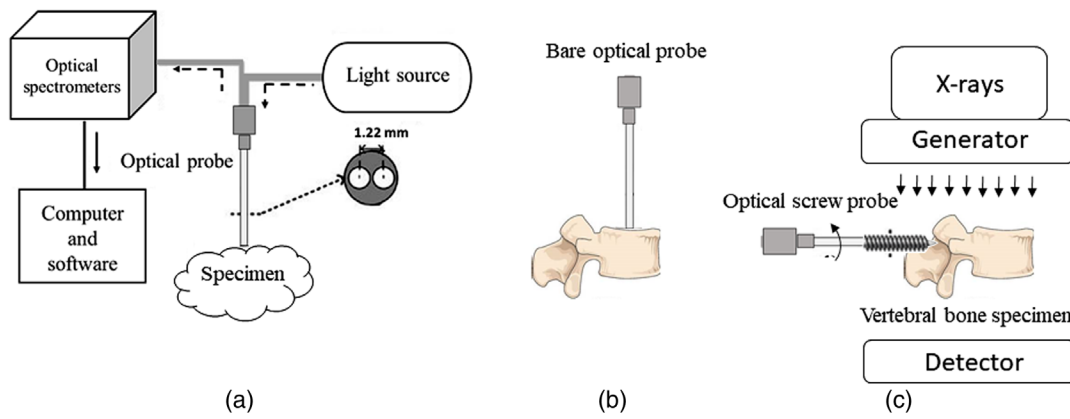 Optical
spectrometers
Light source
1.22 mm
Optical probe
Computer
and
software
Specimen
(a)
Bare optical probe
(b)
X-rays
Generator
Optical screw probe
Vertebral bone specimen
Detector
(c)